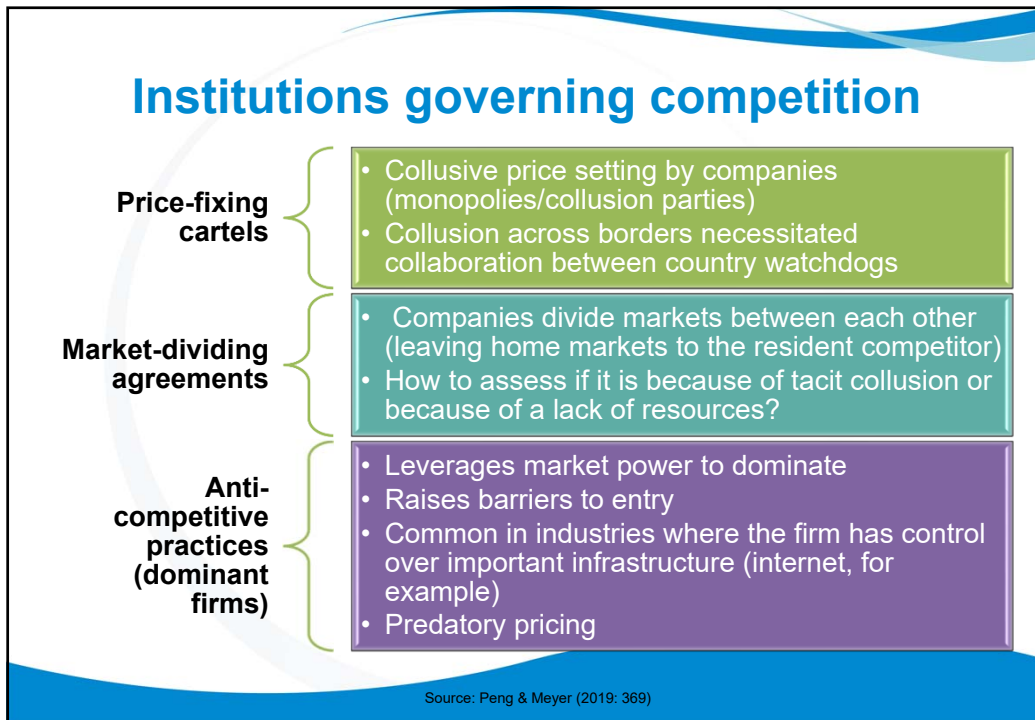 Institutions governing competition
Price-fixing
cartels
• Collusive price setting by companies
(monopolies/collusion parties)
• Collusion across borders necessitated
collaboration between country watchdogs
Market-dividing
agreements
• Companies divide markets between each other
(leaving home markets to the resident competitor)
• How to assess if it is because of tacit collusion or
because of a lack of resources?
Anti-
competitive
practices
(dominant
firms)
• Leverages market power to dominate
• Raises barriers to entry
• Common in industries where the firm has control
over important infrastructure (internet, for
example)
• Predatory pricing
Source: Peng & Meyer (2019: 369)